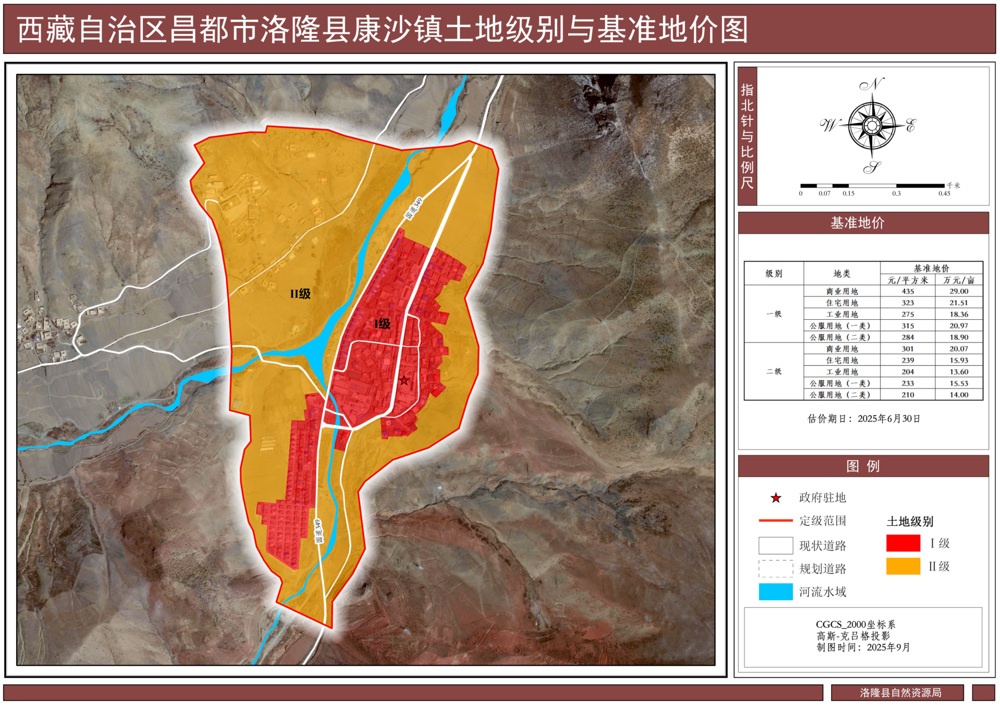 西藏自治区昌都市洛隆县康沙镇土地级别与基准地价图
国道349
II级
I级
国道349
指北针与比例尺
N
W
E
S
千米
0 0.07 0.15 0.3 0.45
基准地价
级别 地类 基准地价
元/平方米 万元/亩
一级
商业用地 435 29.00
住宅用地 323 21.51
工业用地 275 18.36
公服用地（一类） 315 20.97
公服用地（二类） 284 18.90
二级
商业用地 301 20.07
住宅用地 239 15.93
工业用地 204 13.60
公服用地（一类） 233 15.53
公服用地（二类） 210 14.00
估价期日：2025年6月30日
图 例
政府驻地
定级范围
现状道路
规划道路
河流水域
土地级别
I级
II级
CGCS_2000坐标系
高斯-克吕格投影
制图时间：2025年9月
洛隆县自然资源局